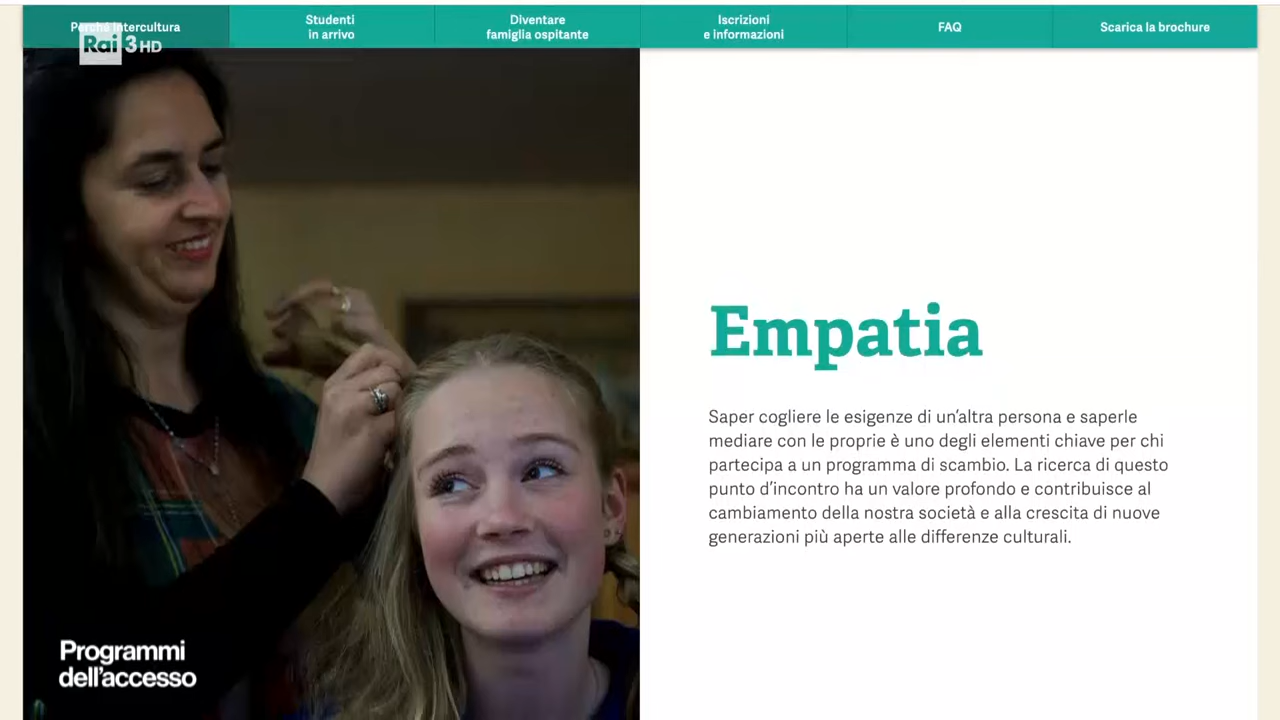 Perché Intercultura
Studenti
in arrivo
Diventare
famiglia ospitante
Iscrizioni
e informazioni
FAQ
Scarica la brochure
Rai 3 HD
Empatia
Saper cogliere le esigenze di un'altra persona e saperle
mediare con le proprie è uno degli elementi chiave per chi
partecipa a un programma di scambio. La ricerca di questo
punto d'incontro ha un valore profondo e contribuisce al
cambiamento della nostra società e alla crescita di nuove
generazioni più aperte alle differenze culturali.
Programmi
dell'accesso